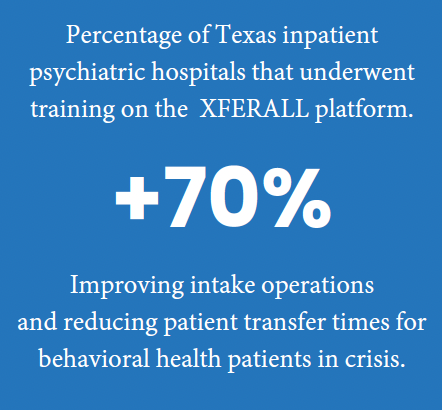 Percentage of Texas inpatient
psychiatric hospitals that underwent
training on the XFERALL platform.
+70%
Improving intake operations
and reducing patient transfer times for
behavioral health patients in crisis.